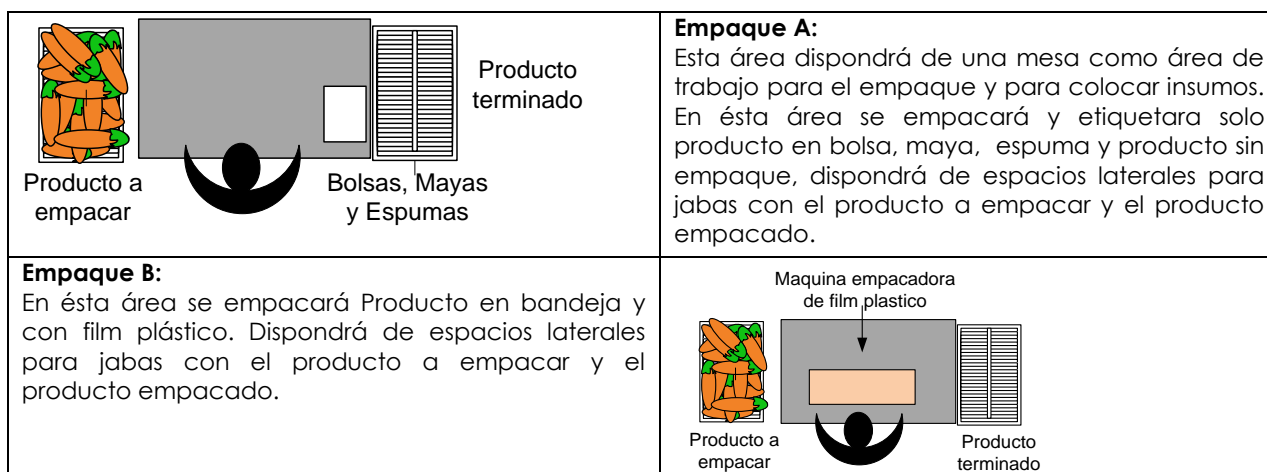 Producto
terminado
Producto a
empacar
Bolsas, Mayas
y Espumas
Empaque A:
Esta área dispondrá de una mesa como área de
trabajo para el empaque y para colocar insumos.
En ésta área se empacará y etiquetara solo
producto en bolsa, maya, espuma y producto sin
empaque, dispondrá de espacios laterales para
jabas con el producto a empacar y el producto
empacado.
Empaque B:
En ésta área se empacará Producto en bandeja y
con film plástico. Dispondrá de espacios laterales
para jabas con el producto a empacar y el
producto empacado.
Maquina empacadora
de film plastico
Producto a
empacar
Producto
terminado